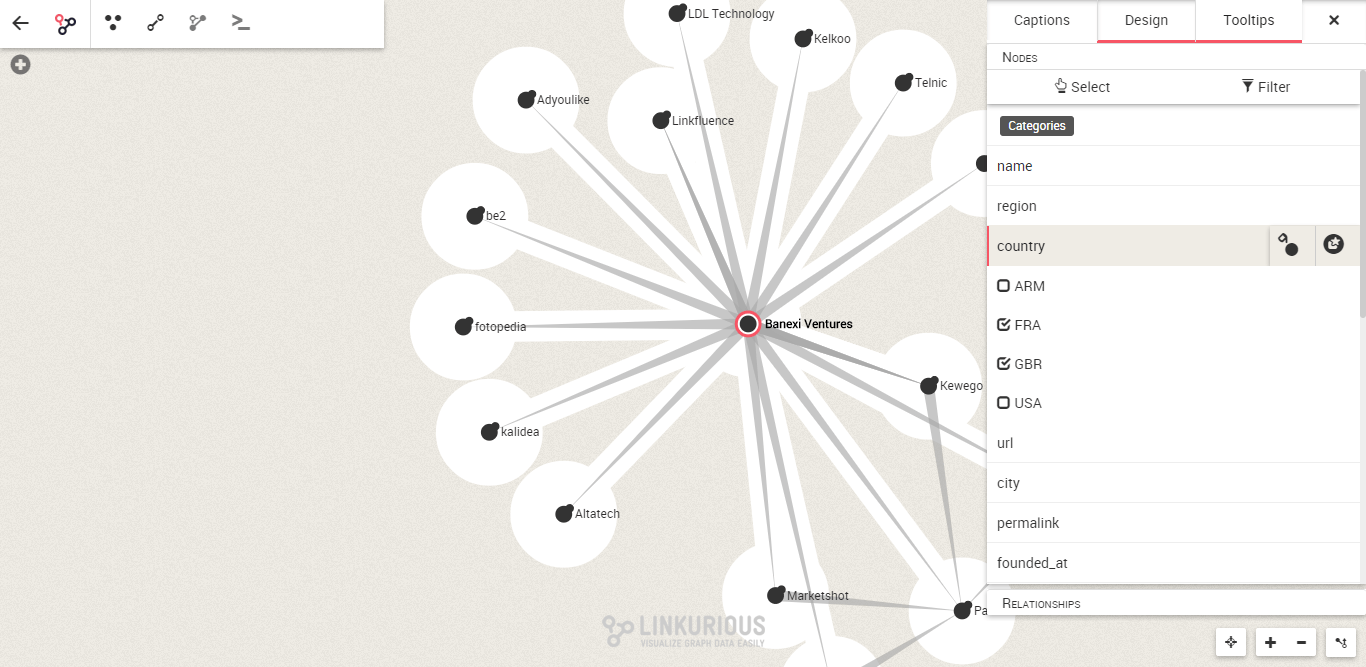 Captions
Design
Tooltips
Nodes
Select
Filter
Categories
name
region
country
ARM
FRA
GBR
USA
url
city
permalink
founded_at
Relationships
LDL Technology
Kelkoo
Telnic
Adyoulike
Linkfluence
be2
fotopedia
Banexi Ventures
Kewego
kalidea
Altatech
Marketshot
Pa
LINKURIOUS
VISUALIZE GRAPH DATA EASILY